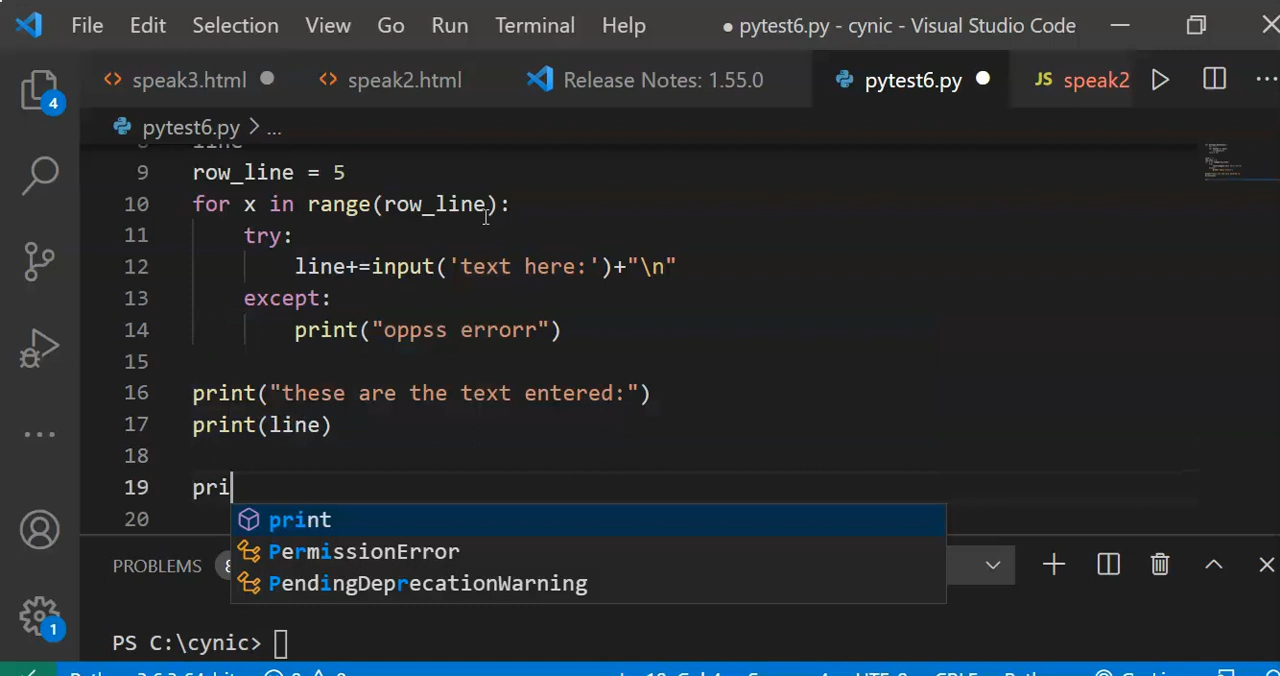 File Edit Selection View Go Run Terminal Help ● pytest6.py - cynic - Visual Studio Code
speak3.html speak2.html Release Notes: 1.55.0 pytest6.py JS speak2
4
pytest6.py > ...
9 row_line = 5
10 for x in range(row_line):
11 try:
12 line+=input('text here:')+"\n"
13 except:
14 print("oppss errorr")
15
16 print("these are the text entered:")
17 print(line)
18
19 pri
20
print
PermissionError
PendingDeprecationWarning
PROBLEMS
1
PS C:\cynic>